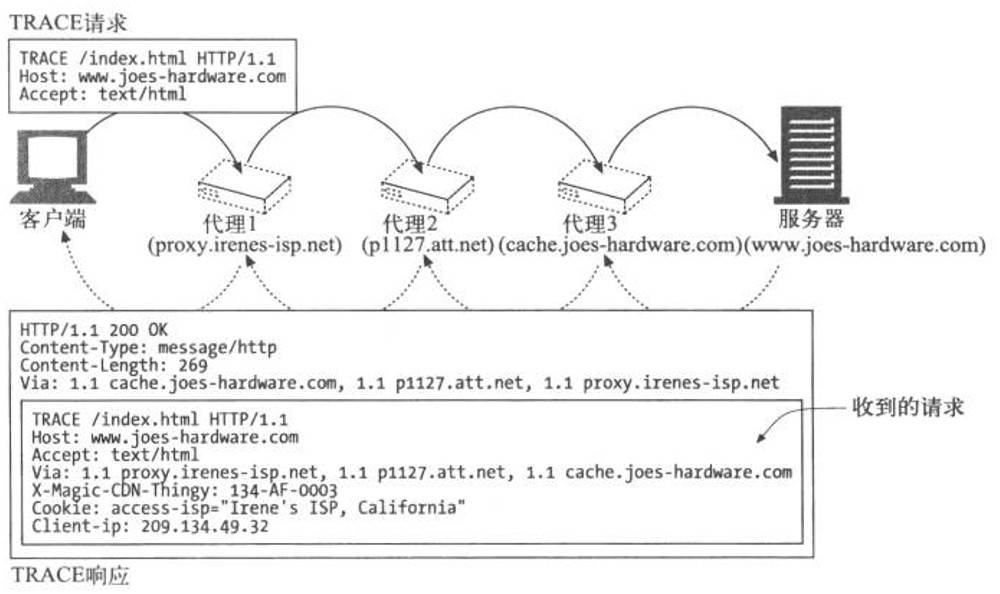 TRACE请求
TRACE /index.html HTTP/1.1
Host: www.joes-hardware.com
Accept: text/html
客户端
代理1
(proxy.irenes-isp.net)
代理2
(p1127.att.net)
代理3
(cache.joes-hardware.com)
服务器
(www.joes-hardware.com)
HTTP/1.1 200 OK
Content-Type: message/http
Content-Length: 269
Via: 1.1 cache.joes-hardware.com, 1.1 p1127.att.net, 1.1 proxy.irenes-isp.net
TRACE /index.html HTTP/1.1
Host: www.joes-hardware.com
Accept: text/html
Via: 1.1 proxy.irenes-isp.net, 1.1 p1127.att.net, 1.1 cache.joes-hardware.com
X-Magic-CDN-Thingy: 134-AF-0003
Cookie: access-isp="Irene's ISP, California"
Client-ip: 209.134.49.32
收到的请求
TRACE响应